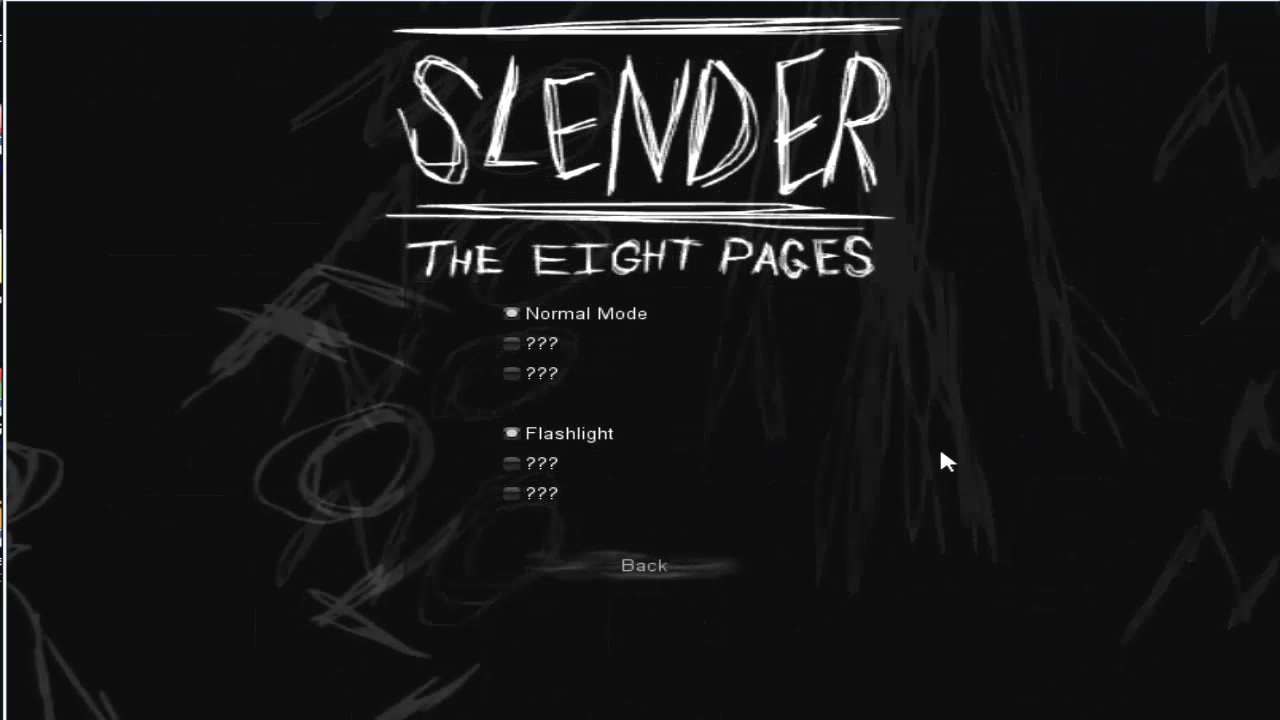 SLENDER
THE EIGHT PAGES
Normal Mode
???
???
Flashlight
???
???
Back